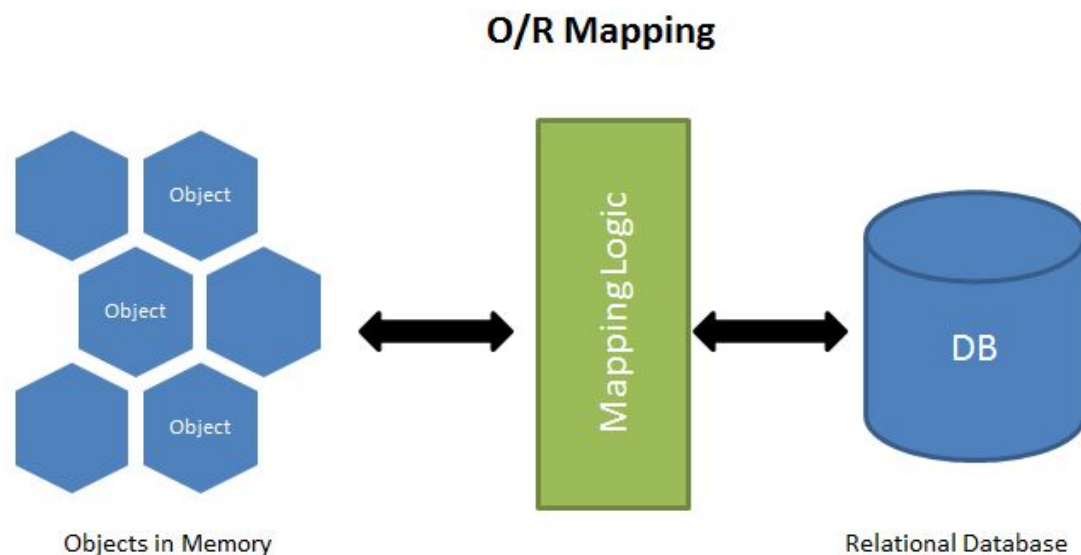 O/R Mapping
Object
Object
Object
Mapping Logic
DB
Objects in Memory
Relational Database